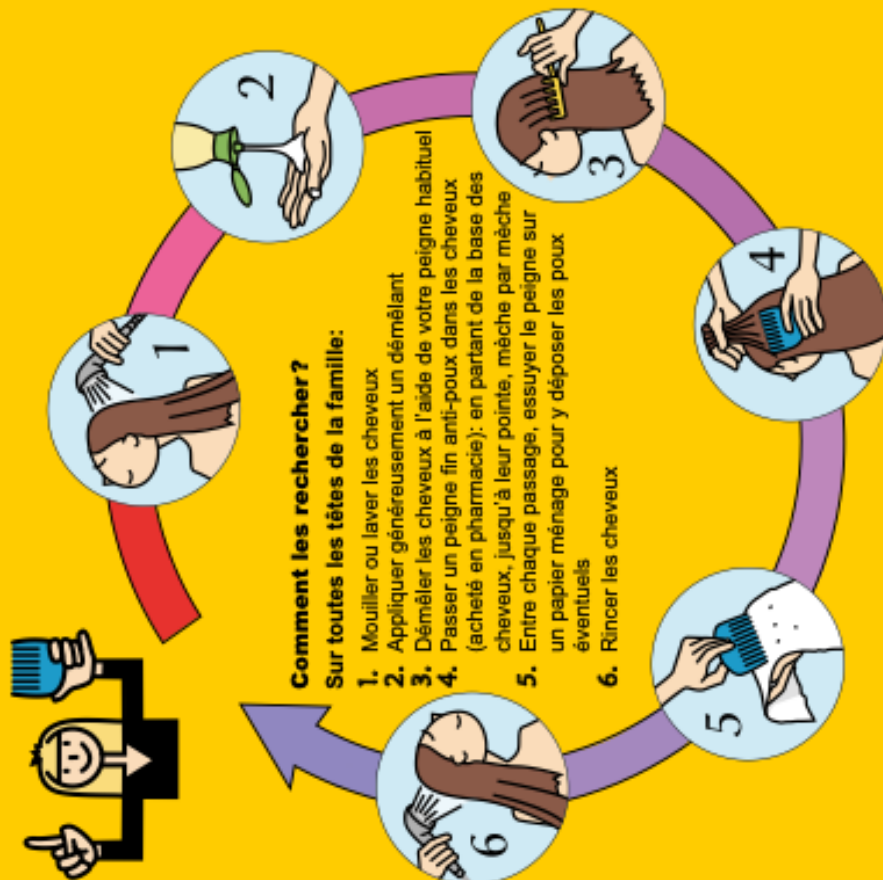 Comment les rechercher?
Sur toutes les têtes de la famille:
1. Mouiller ou laver les cheveux
2. Appliquer généreusement un démêlant
3. Démêler les cheveux à l'aide de votre peigne habituel
4. Passer un peigne fin anti-poux dans les cheveux
(acheté en pharmacie): en partant de la base des
cheveux, jusqu'à leur pointe, mèche par mèche
5. Entre chaque passage, essuyer le peigne sur
un papier ménage pour y déposer les poux
éventuels
6. Rincer les cheveux
1
2
3
4
5
6